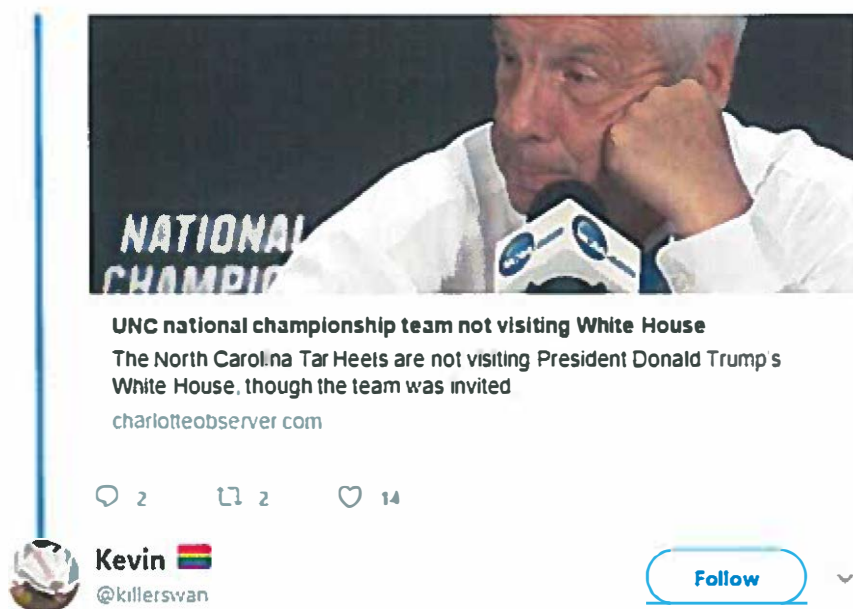 NATIONAL
CHAMPIO
UNC national championship team not visiting White House
The North Carolina Tar Heels are not visiting President Donald Trump's
White House, though the team was invited
charlotteobserver com
2 2 14
Kevin
@killerswan
Follow